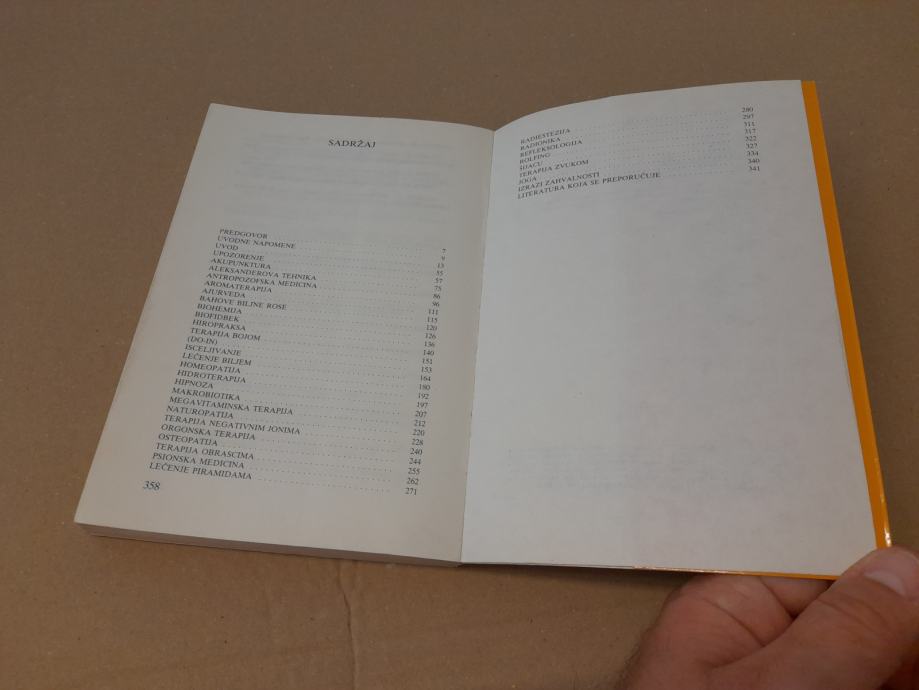 SADRŽAJ
PREDGOVOR 7
UVODNE NAPOMENE 9
UVOD 13
UPOZORENJE 55
AKUPUNKTURA 57
ALEKSANDEROVA TEHNIKA 75
ANTROPOZOFSKA MEDICINA 86
AROMATERAPIJA 96
AJURVEDA 111
BAHOVE BILJNE ROSE 115
BIOHEMIJA 120
BIOFIDBEK 126
HIROPRAKSA 136
TERAPIJA BOJOM 140
(DO-IN) 151
ISCELJIVANJE 153
LEČENJE BILJEM 164
HOMEOPATIJA 180
HIDROTERAPIJA 192
HIPNOZA 197
MAKROBIOTIKA 207
MEGAVITAMINSKA TERAPIJA 212
NATUROPATIJA 220
TERAPIJA NEGATIVNIM JONIMA 228
ORGONSKA TERAPIJA 240
OSTEOPATIJA 244
TERAPIJA OBRASCIMA 255
PSIONSKA MEDICINA 262
LEČENJE PIRAMIDAMA 271
358
RADIESTEZIJA 280
RADIONIKA 297
REFLEKSOLOGIJA 311
ROLFING 317
ŠIJACU 322
TERAPIJA ZVUKOM 327
JOGA 334
IZRAZI ZAHVALNOSTI 340
LITERATURA KOJA SE PREPORUČUJE 341